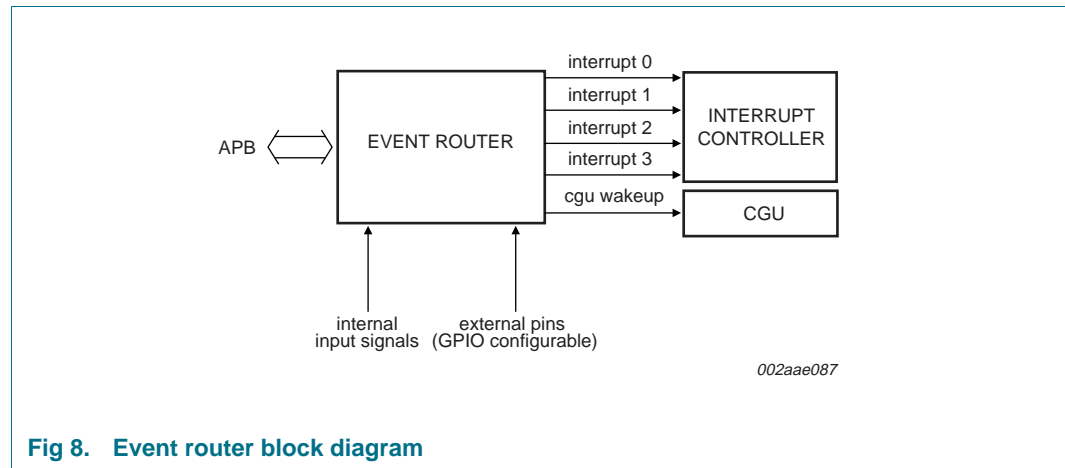 interrupt 0
interrupt 1
interrupt 2
interrupt 3
cgu wakeup
APB
EVENT ROUTER
INTERRUPT
CONTROLLER
CGU
internal
input signals
external pins
(GPIO configurable)
002aae087
Fig 8. Event router block diagram